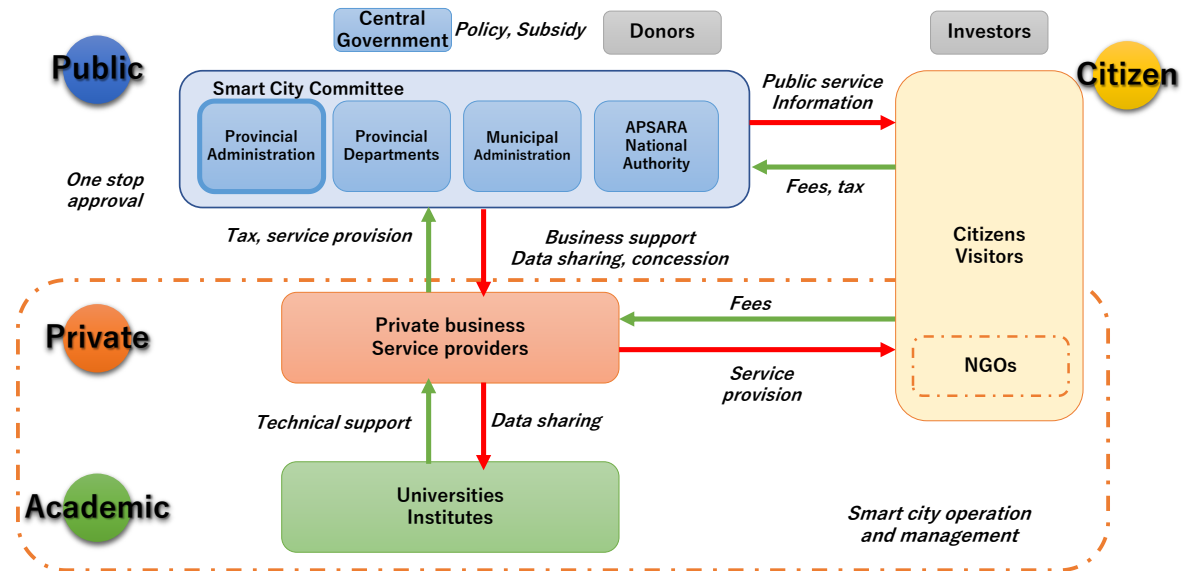 Central
Government
Policy, Subsidy
Donors
Investors
Public
Citizen
Smart City Committee
Provincial
Administration
Provincial
Departments
Municipal
Administration
APSARA
National
Authority
Public service
Information
One stop
approval
Fees, tax
Tax, service provision
Business support
Data sharing, concession
Citizens
Visitors
Private
Private business
Service providers
Fees
Service
provision
NGOs
Technical support
Data sharing
Academic
Universities
Institutes
Smart city operation
and management